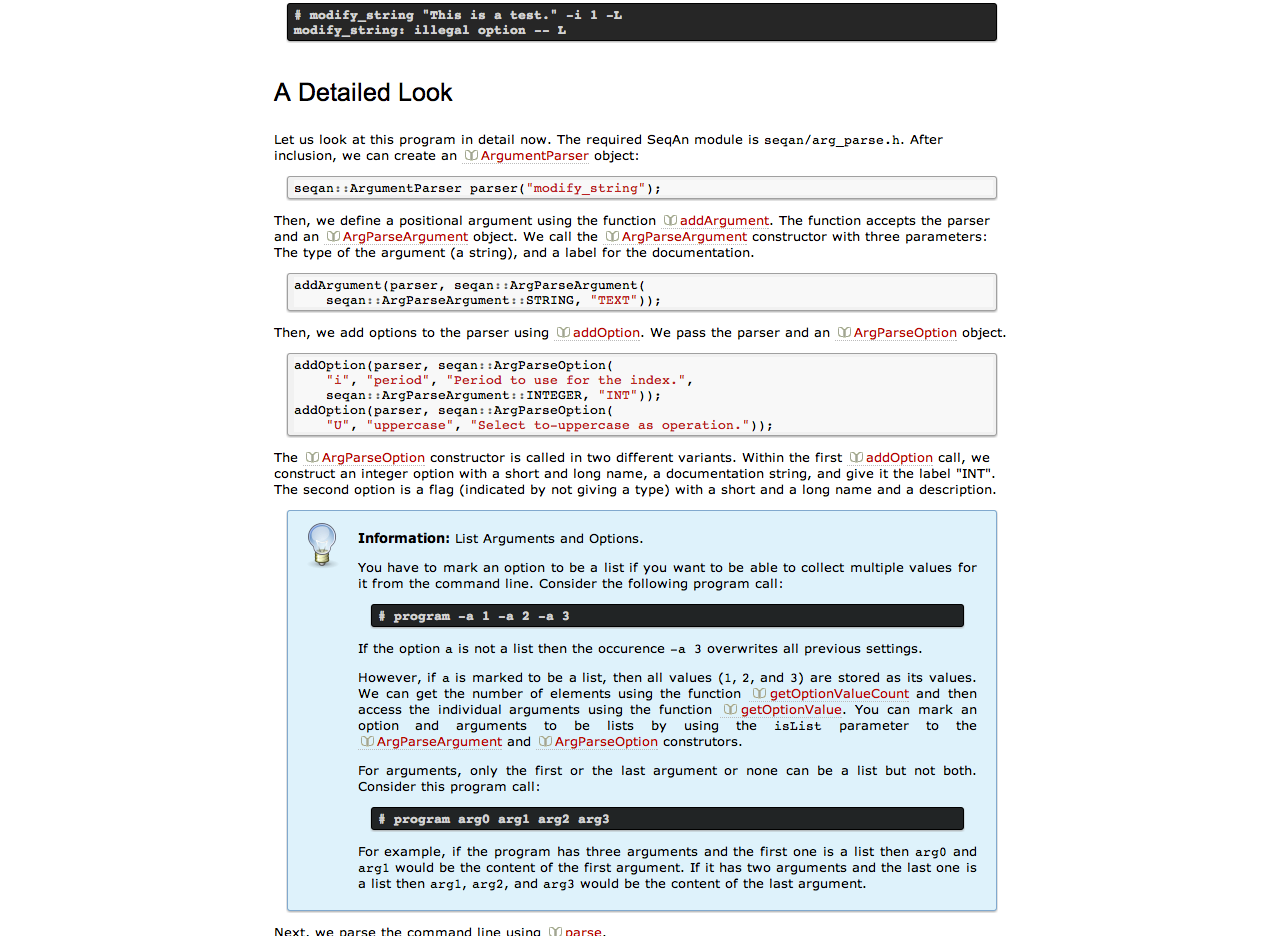 # modify_string "This is a test." -i 1 -L
modify_string: illegal option -- L
A Detailed Look
Let us look at this program in detail now. The required SeqAn module is seqan/arg_parse.h. After
inclusion, we can create an ArgumentParser object:
seqan::ArgumentParser parser("modify_string");
Then, we define a positional argument using the function addArgument. The function accepts the parser
and an ArgParseArgument object. We call the ArgParseArgument constructor with three parameters:
The type of the argument (a string), and a label for the documentation.
addArgument(parser, seqan::ArgParseArgument(
    seqan::ArgParseArgument::STRING, "TEXT"));
Then, we add options to the parser using addOption. We pass the parser and an ArgParseOption object.
addOption(parser, seqan::ArgParseOption(
    "i", "period", "Period to use for the index.",
    seqan::ArgParseArgument::INTEGER, "INT"));
addOption(parser, seqan::ArgParseOption(
    "U", "uppercase", "Select to-uppercase as operation."));
The ArgParseOption constructor is called in two different variants. Within the first addOption call, we
construct an integer option with a short and long name, a documentation string, and give it the label "INT".
The second option is a flag (indicated by not giving a type) with a short and a long name and a description.
Information: List Arguments and Options.
You have to mark an option to be a list if you want to be able to collect multiple values for
it from the command line. Consider the following program call:
# program -a 1 -a 2 -a 3
If the option a is not a list then the occurence -a 3 overwrites all previous settings.
However, if a is marked to be a list, then all values (1, 2, and 3) are stored as its values.
We can get the number of elements using the function getOptionValueCount and then
access the individual arguments using the function getOptionValue. You can mark an
option and arguments to be lists by using the isList parameter to the
ArgParseArgument and ArgParseOption construtors.
For arguments, only the first or the last argument or none can be a list but not both.
Consider this program call:
# program arg0 arg1 arg2 arg3
For example, if the program has three arguments and the first one is a list then arg0 and
arg1 would be the content of the first argument. If it has two arguments and the last one is
a list then arg1, arg2, and arg3 would be the content of the last argument.
Next, we parse the command line using parse.